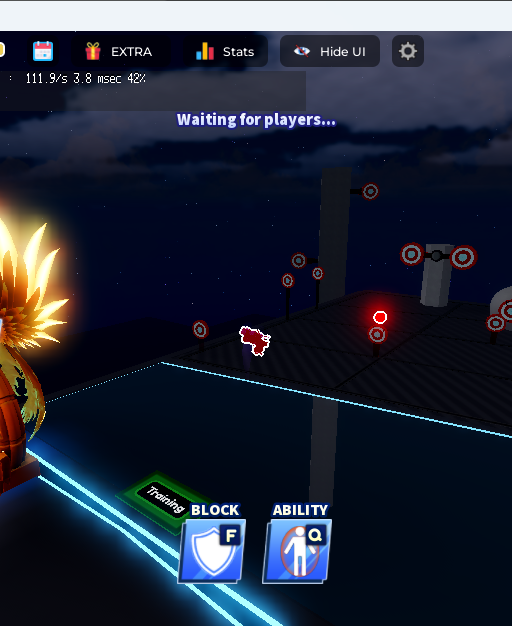 EXTRA
Stats
Hide UI
: 111.9/s 3.8 msec 42%
Waiting for players...
Training
BLOCK
ABILITY
F
Q